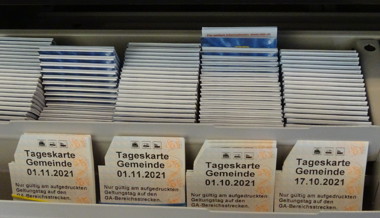 Tageskarte
Gemeinde
01.11.2021
Nur gültig am aufgedruckten
Geltungstag auf den
GA-Bereichsstrecken.
Tageskarte
Gemeinde
01.11.2021
Nur gültig am aufgedruckten
Geltungstag auf den
GA-Bereichsstrecken.
Tageskarte
Gemeinde
01.10.2021
Nur gültig am aufgedruckten
Geltungstag auf den
GA-Bereichsstrecken.
Tageskarte
Gemeinde
17.10.2021
Nur gültig am aufgedruckten
Geltungstag auf den
GA-Bereichsstrecken.